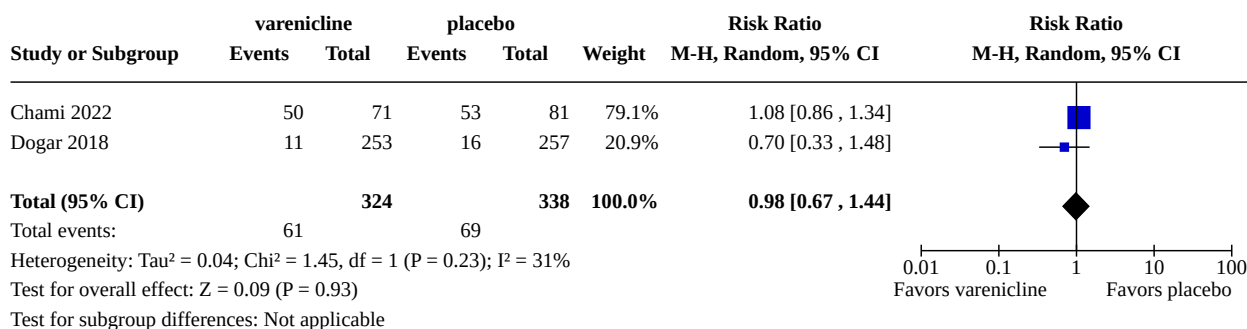 varenicline placebo Risk Ratio Risk Ratio
Study or Subgroup Events Total Events Total Weight M-H, Random, 95% CI M-H, Random, 95% CI
Chami 2022 50 71 53 81 79.1% 1.08 [0.86 , 1.34]
Dogar 2018 11 253 16 257 20.9% 0.70 [0.33 , 1.48]
Total (95% CI) 324 338 100.0% 0.98 [0.67 , 1.44]
Total events: 61 69
Heterogeneity: Tau² = 0.04; Chi² = 1.45, df = 1 (P = 0.23); I² = 31%
0.01 0.1 1 10 100
Test for overall effect: Z = 0.09 (P = 0.93)
Favors varenicline Favors placebo
Test for subgroup differences: Not applicable